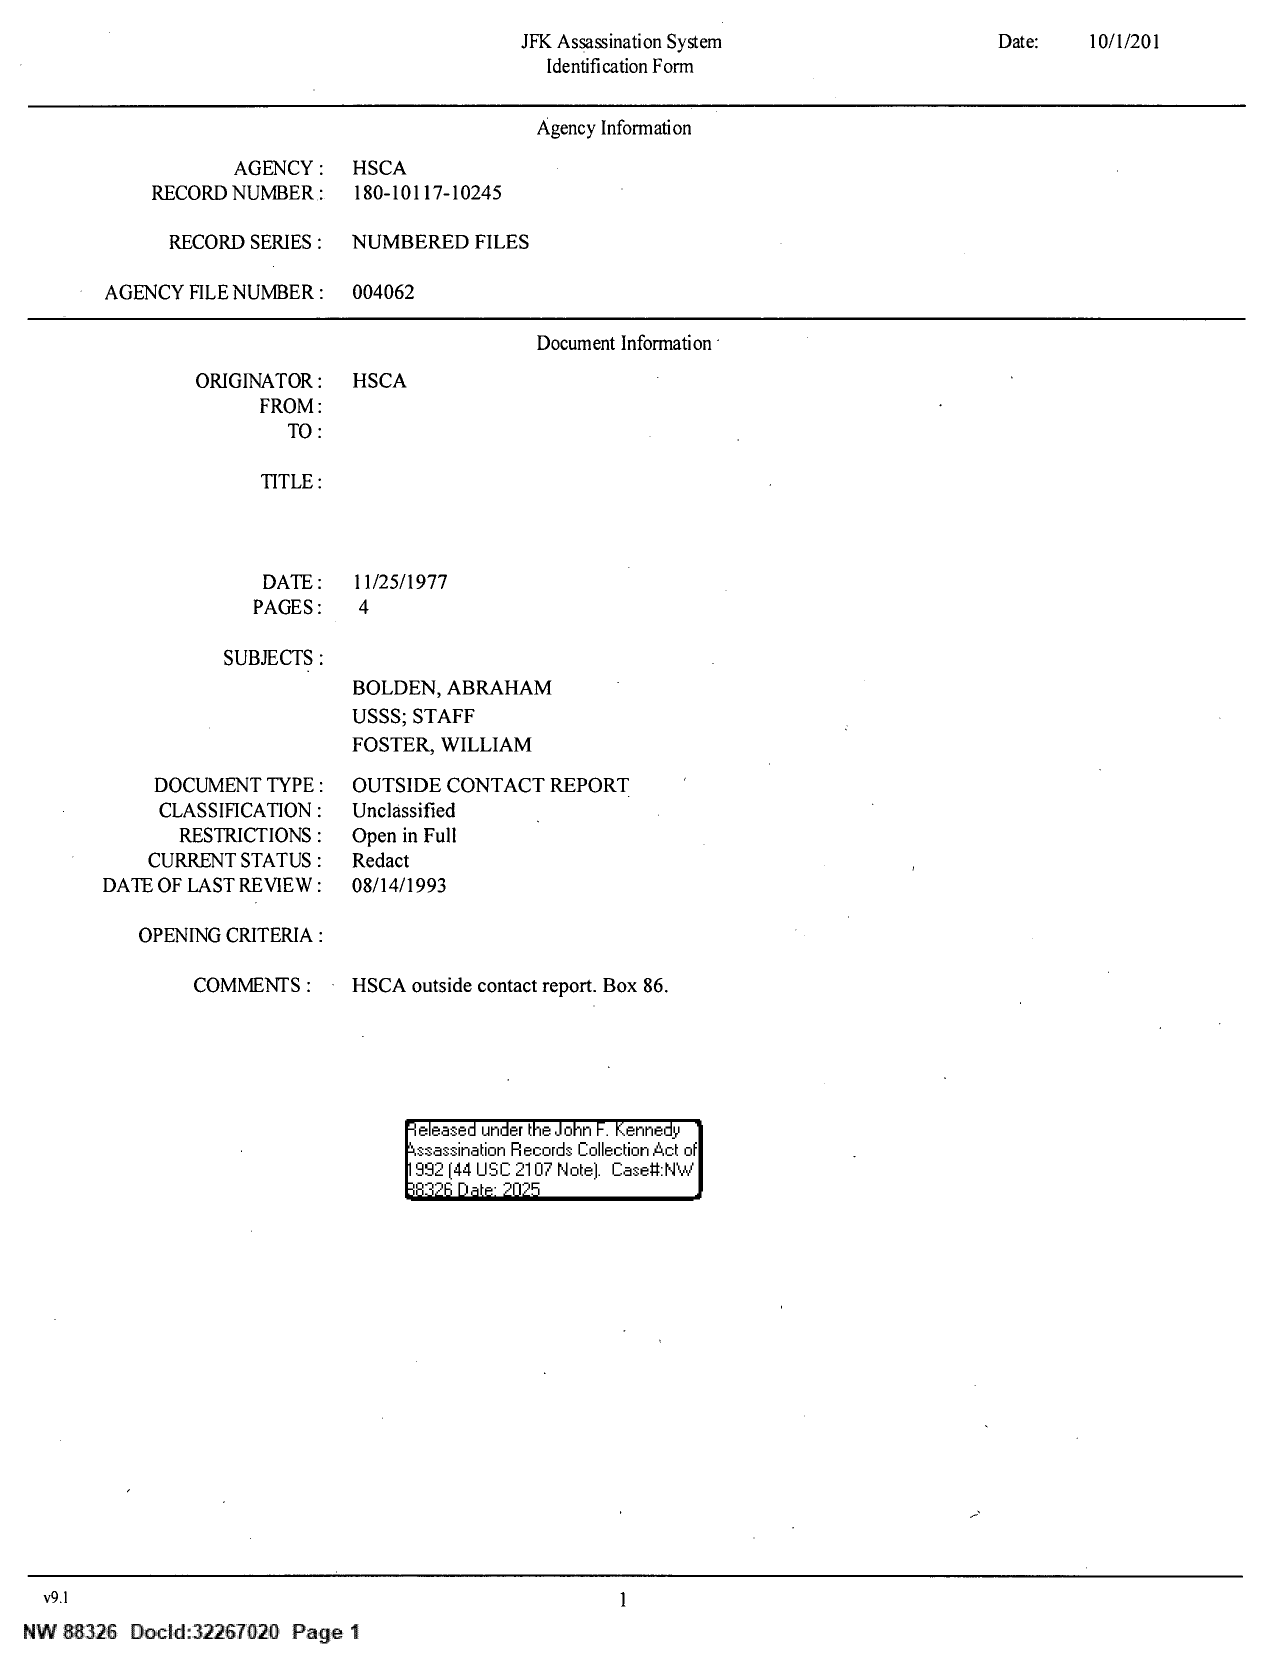 JFK Assassination System
Date: 10/1/201
Identification Form
Agency Information
AGENCY : HSCA
RECORD NUMBER : 180-10117-10245
RECORD SERIES : NUMBERED FILES
AGENCY FILE NUMBER : 004062
Document Information
ORIGINATOR : HSCA
FROM :
TO :
TITLE :
DATE : 11/25/1977
PAGES : 4
SUBJECTS :
BOLDEN, ABRAHAM
USSS; STAFF
FOSTER, WILLIAM
DOCUMENT TYPE : OUTSIDE CONTACT REPORT
CLASSIFICATION : Unclassified
RESTRICTIONS : Open in Full
CURRENT STATUS : Redact
DATE OF LAST REVIEW : 08/14/1993
OPENING CRITERIA :
COMMENTS : HSCA outside contact report. Box 86.
Released under the John F. Kennedy
Assassination Records Collection Act of
1992 (44 USC 2107 Note). Case#:NW
88326 Date: 2025
v9.1
1
NW 88326 DocId:32267020 Page 1